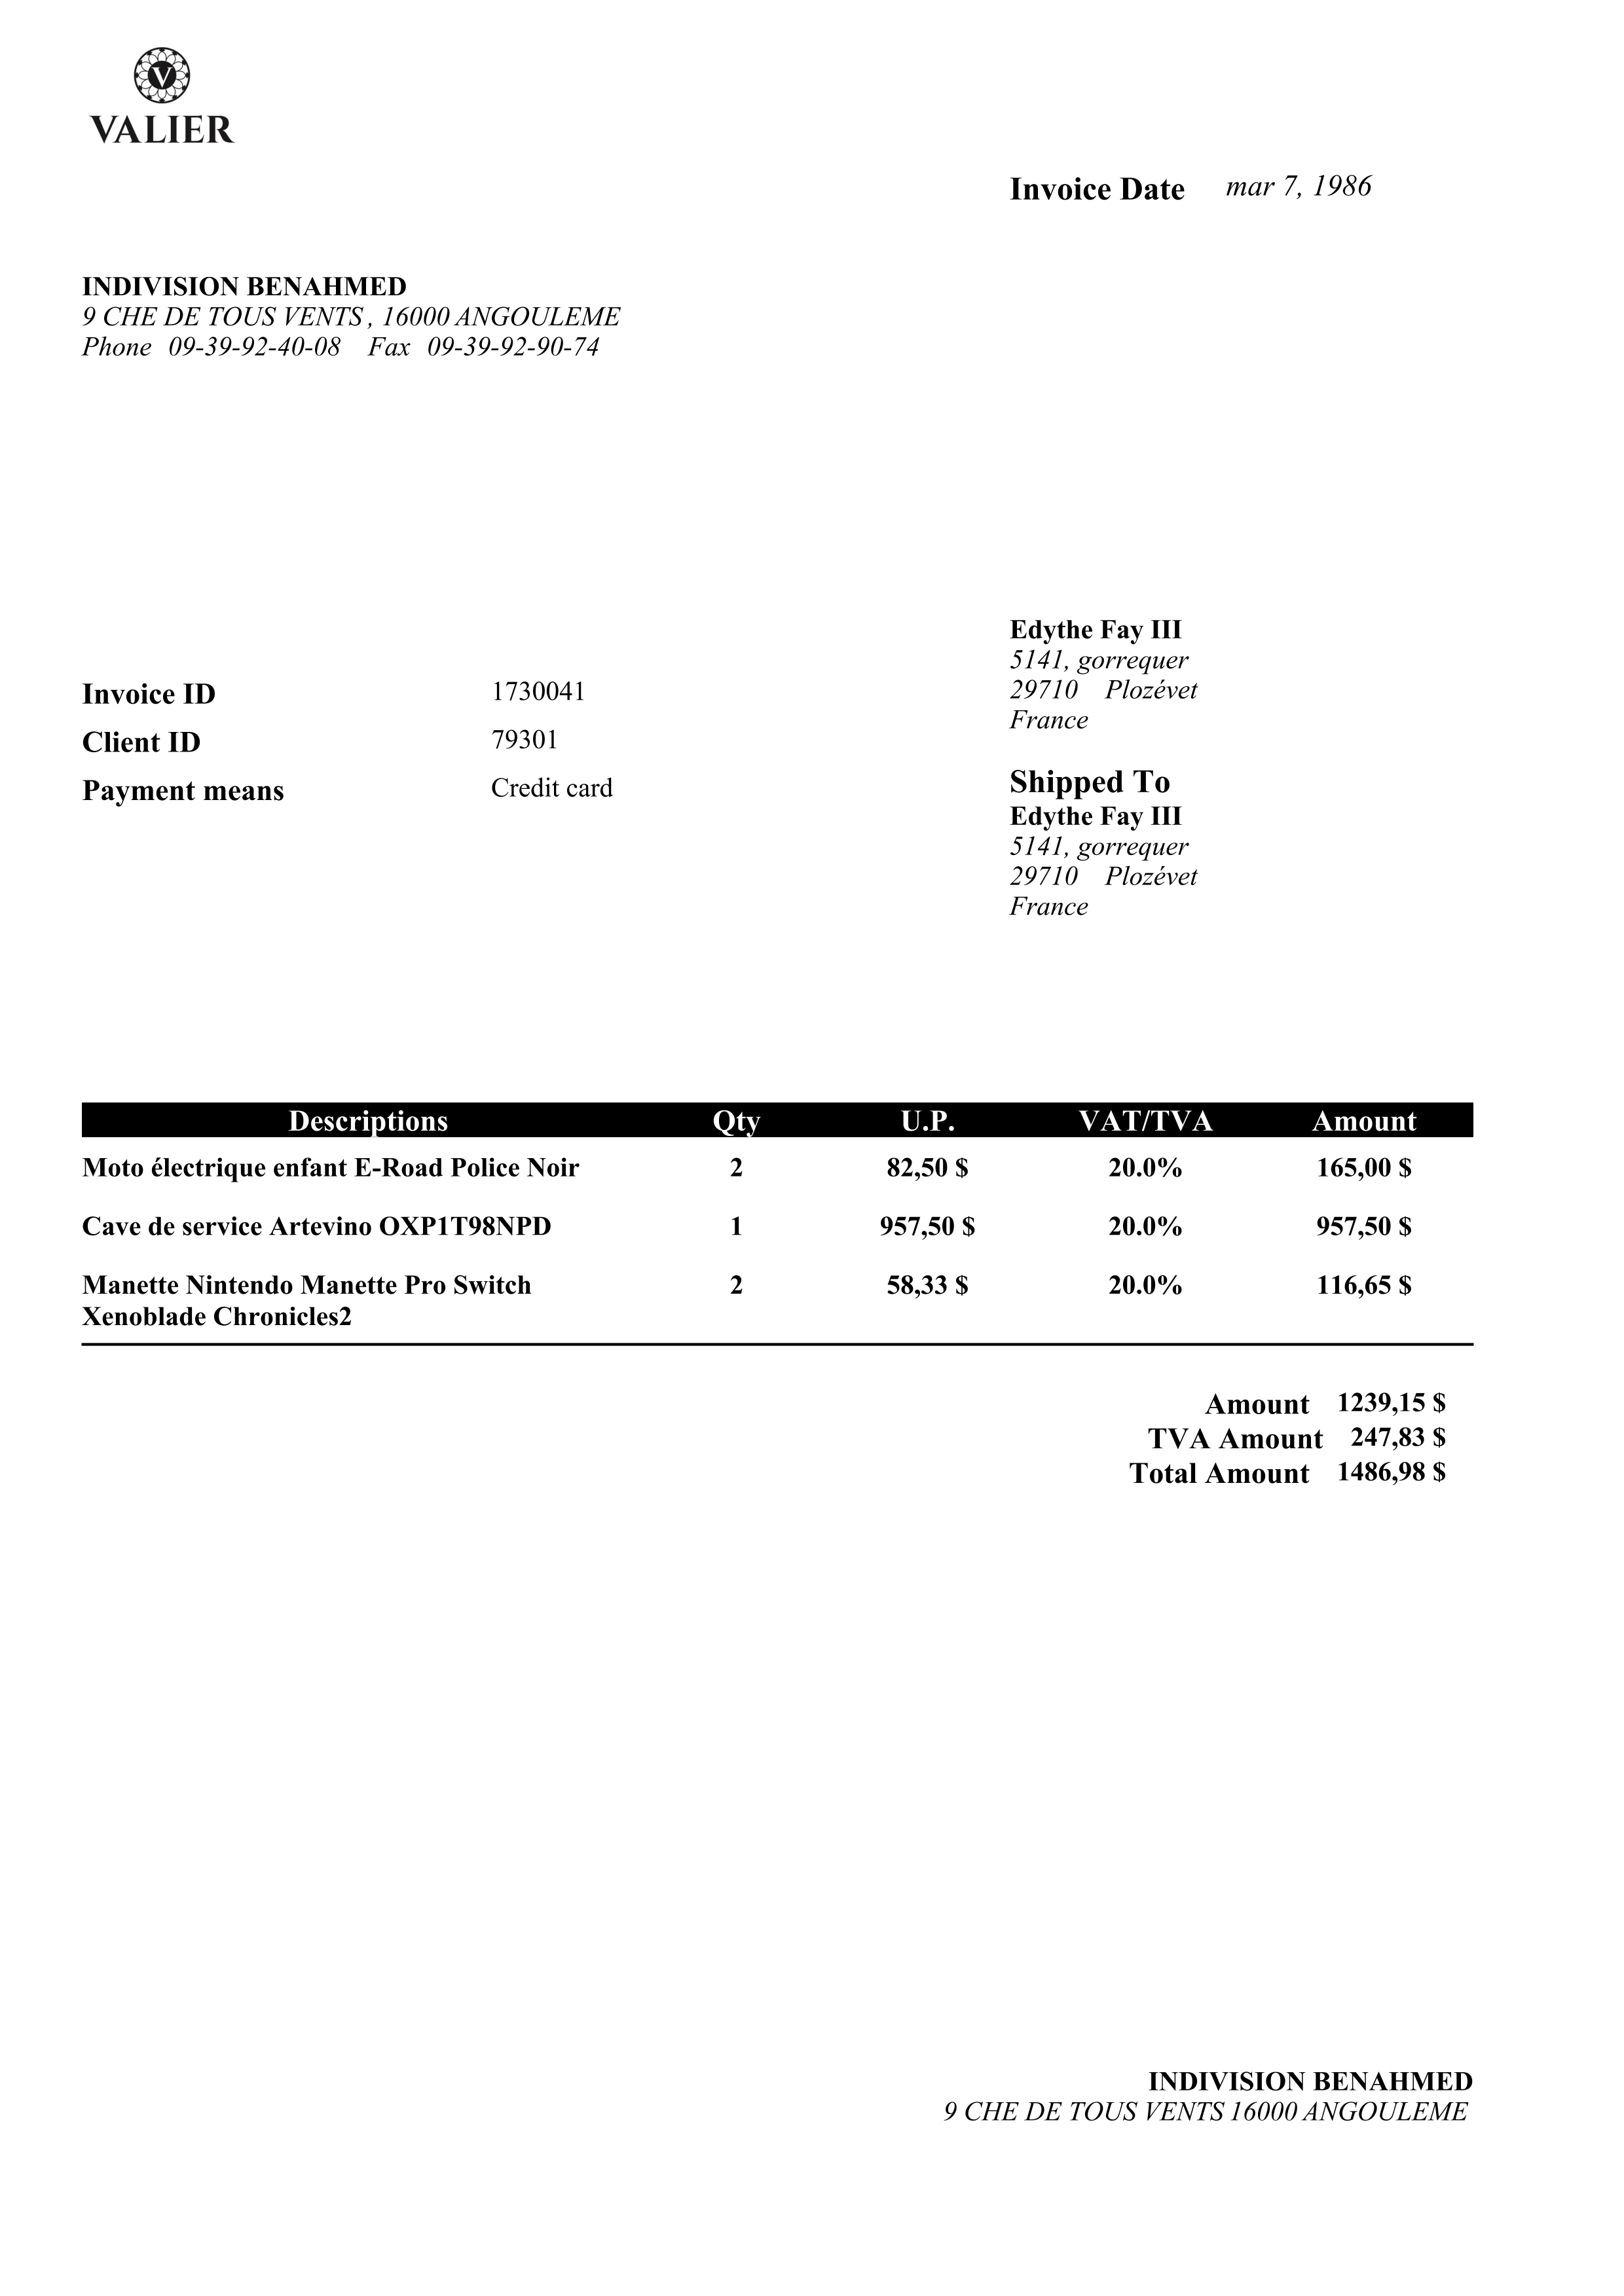 V
VALIER
Invoice Date mar 7, 1986
INDIVISION BENAHMED
9 CHE DE TOUS VENTS , 16000 ANGOULEME
Phone 09-39-92-40-08 Fax 09-39-92-90-74
Edythe Fay III
5141, gorrequer
29710 Plozévet
France
Invoice ID 1730041
Client ID 79301
Payment means Credit card
Shipped To
Edythe Fay III
5141, gorrequer
29710 Plozévet
France
Descriptions Qty U.P. VAT/TVA Amount
Moto électrique enfant E-Road Police Noir 2 82,50 $ 20.0% 165,00 $
Cave de service Artevino OXP1T98NPD 1 957,50 $ 20.0% 957,50 $
Manette Nintendo Manette Pro Switch 2 58,33 $ 20.0% 116,65 $
Xenoblade Chronicles2
Amount 1239,15 $
TVA Amount 247,83 $
Total Amount 1486,98 $
INDIVISION BENAHMED
9 CHE DE TOUS VENTS 16000 ANGOULEME